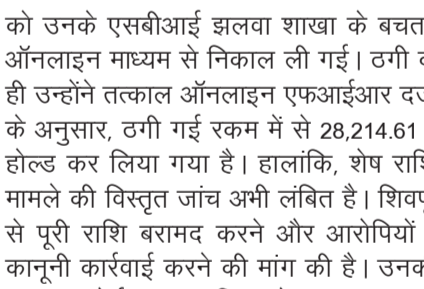 को उनके एसबीआई झलवा शाखा के बचत
ऑनलाइन माध्यम से निकाल ली गई। ठगी
ही उन्होंने तत्काल ऑनलाइन एफआईआर
के अनुसार, ठगी गई रकम में से 28,214.61
होल्ड कर लिया गया है। हालांकि, शेष
मामले की विस्तृत जांच अभी लंबित है।
से पूरी राशि बरामद करने और आरोपियों
कानूनी कार्रवाई करने की मांग की है।